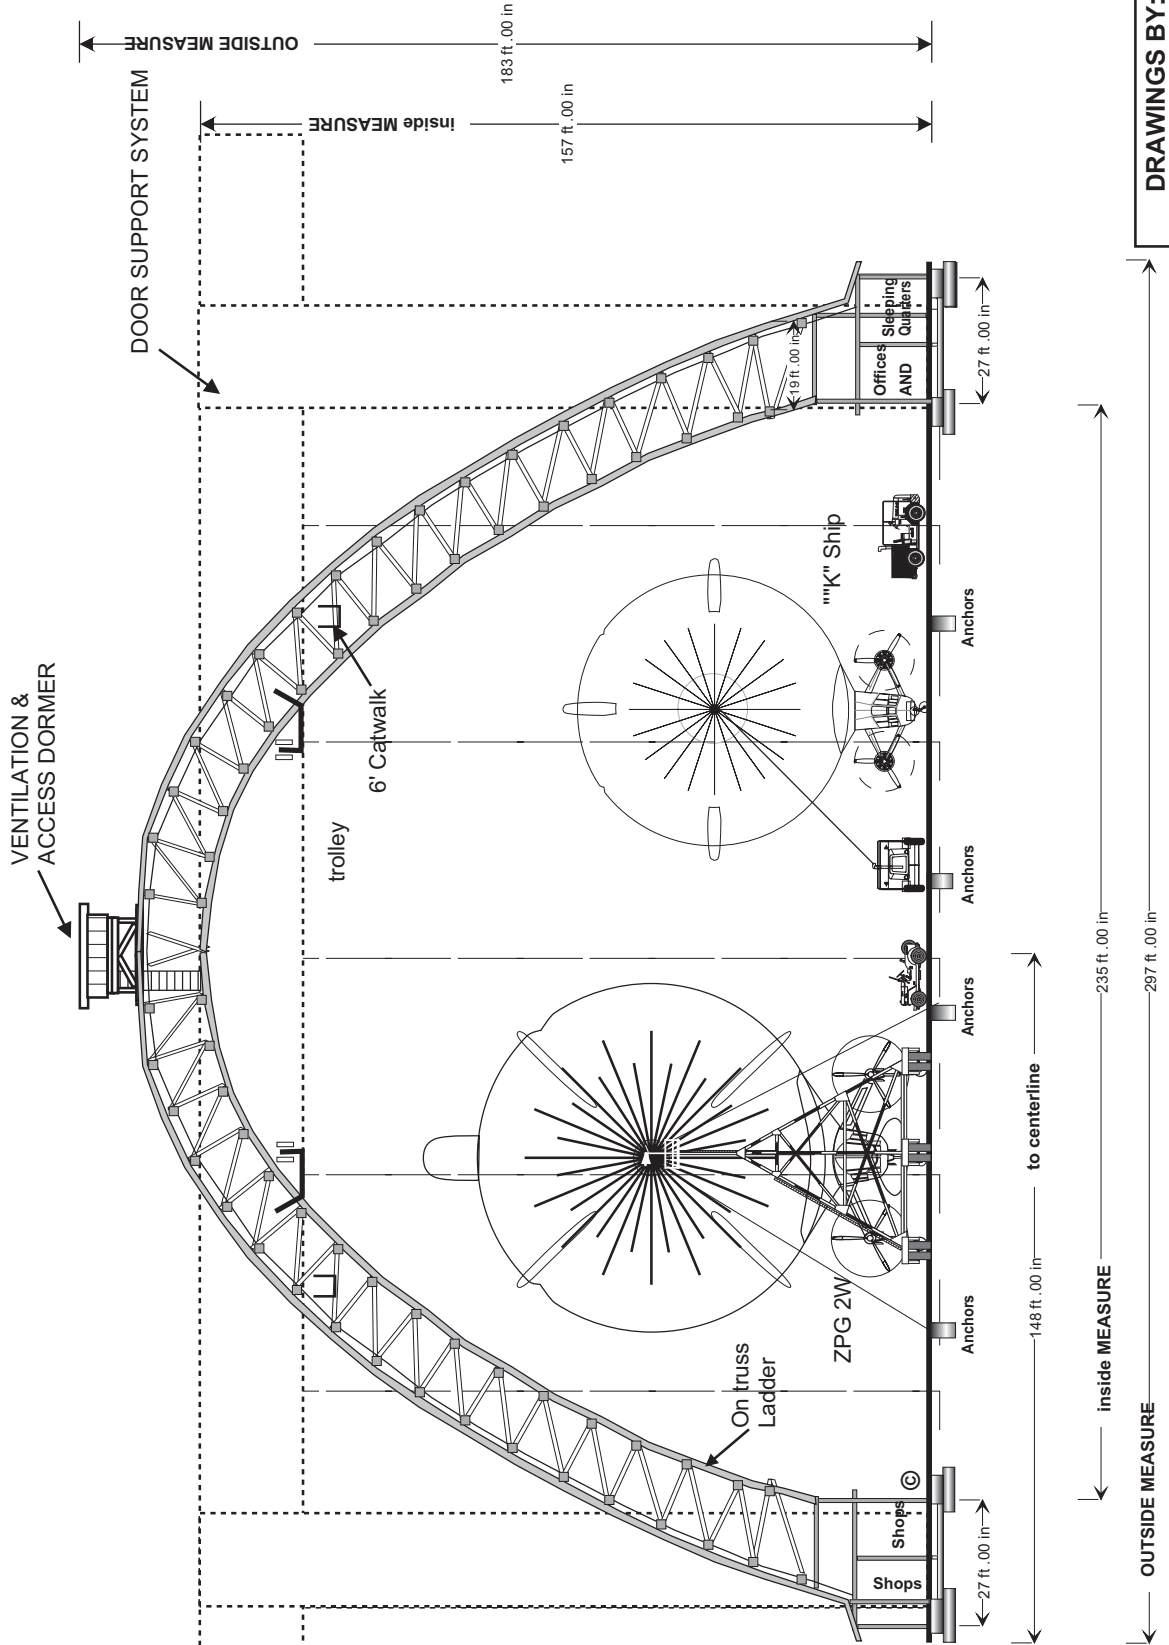 VENTILATION &
ACCESS DORMER
DOOR SUPPORT SYSTEM
OUTSIDE MEASURE
183 ft .00 in
inside MEASURE
157 ft .00 in
trolley
6' Catwalk
19 ft .00 in
""K" Ship
ZPG 2W
On truss
Ladder
Shops
Shops
©
Offices
AND
Sleeping
Quarters
Anchors
Anchors
Anchors
Anchors
27 ft .00 in
27 ft .00 in
148 ft .00 in
to centerline
inside MEASURE
235 ft .00 in
OUTSIDE MEASURE
297 ft .00 in
DRAWINGS BY: